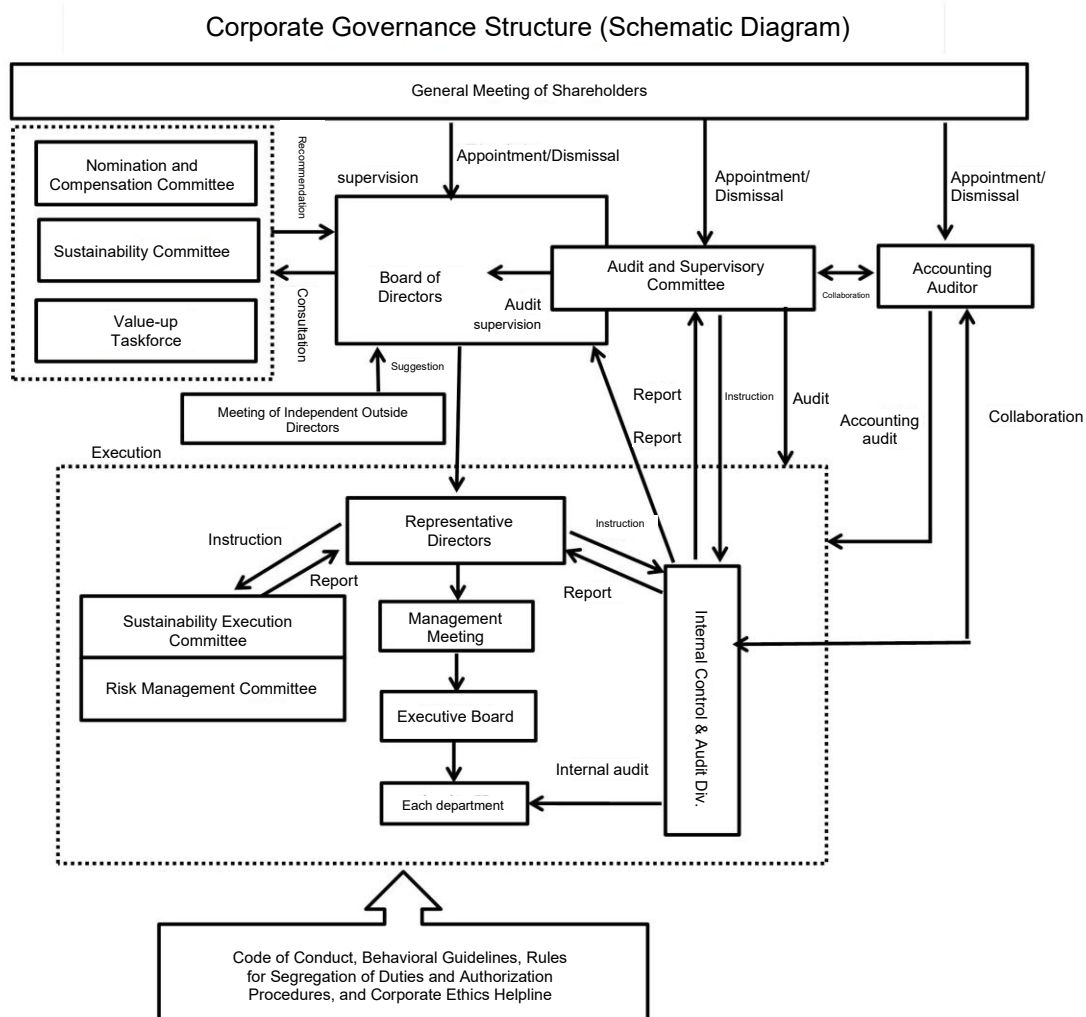 Corporate Governance Structure (Schematic Diagram)
General Meeting of Shareholders
Nomination and
Compensation Committee
Sustainability Committee
Value-up
Taskforce
Recommendation
Consultation
supervision
Appointment/Dismissal
Appointment/
Dismissal
Appointment/
Dismissal
Board of
Directors
Audit
supervision
Audit and Supervisory
Committee
Collaboration
Accounting
Auditor
Suggestion
Meeting of Independent Outside
Directors
Report
Report
Instruction
Audit
Accounting
audit
Collaboration
Execution
Representative
Directors
Instruction
Report
Instruction
Report
Sustainability Execution
Committee
Risk Management Committee
Management
Meeting
Executive Board
Each department
Internal audit
Internal Control & Audit Div.
Code of Conduct, Behavioral Guidelines, Rules
for Segregation of Duties and Authorization
Procedures, and Corporate Ethics Helpline